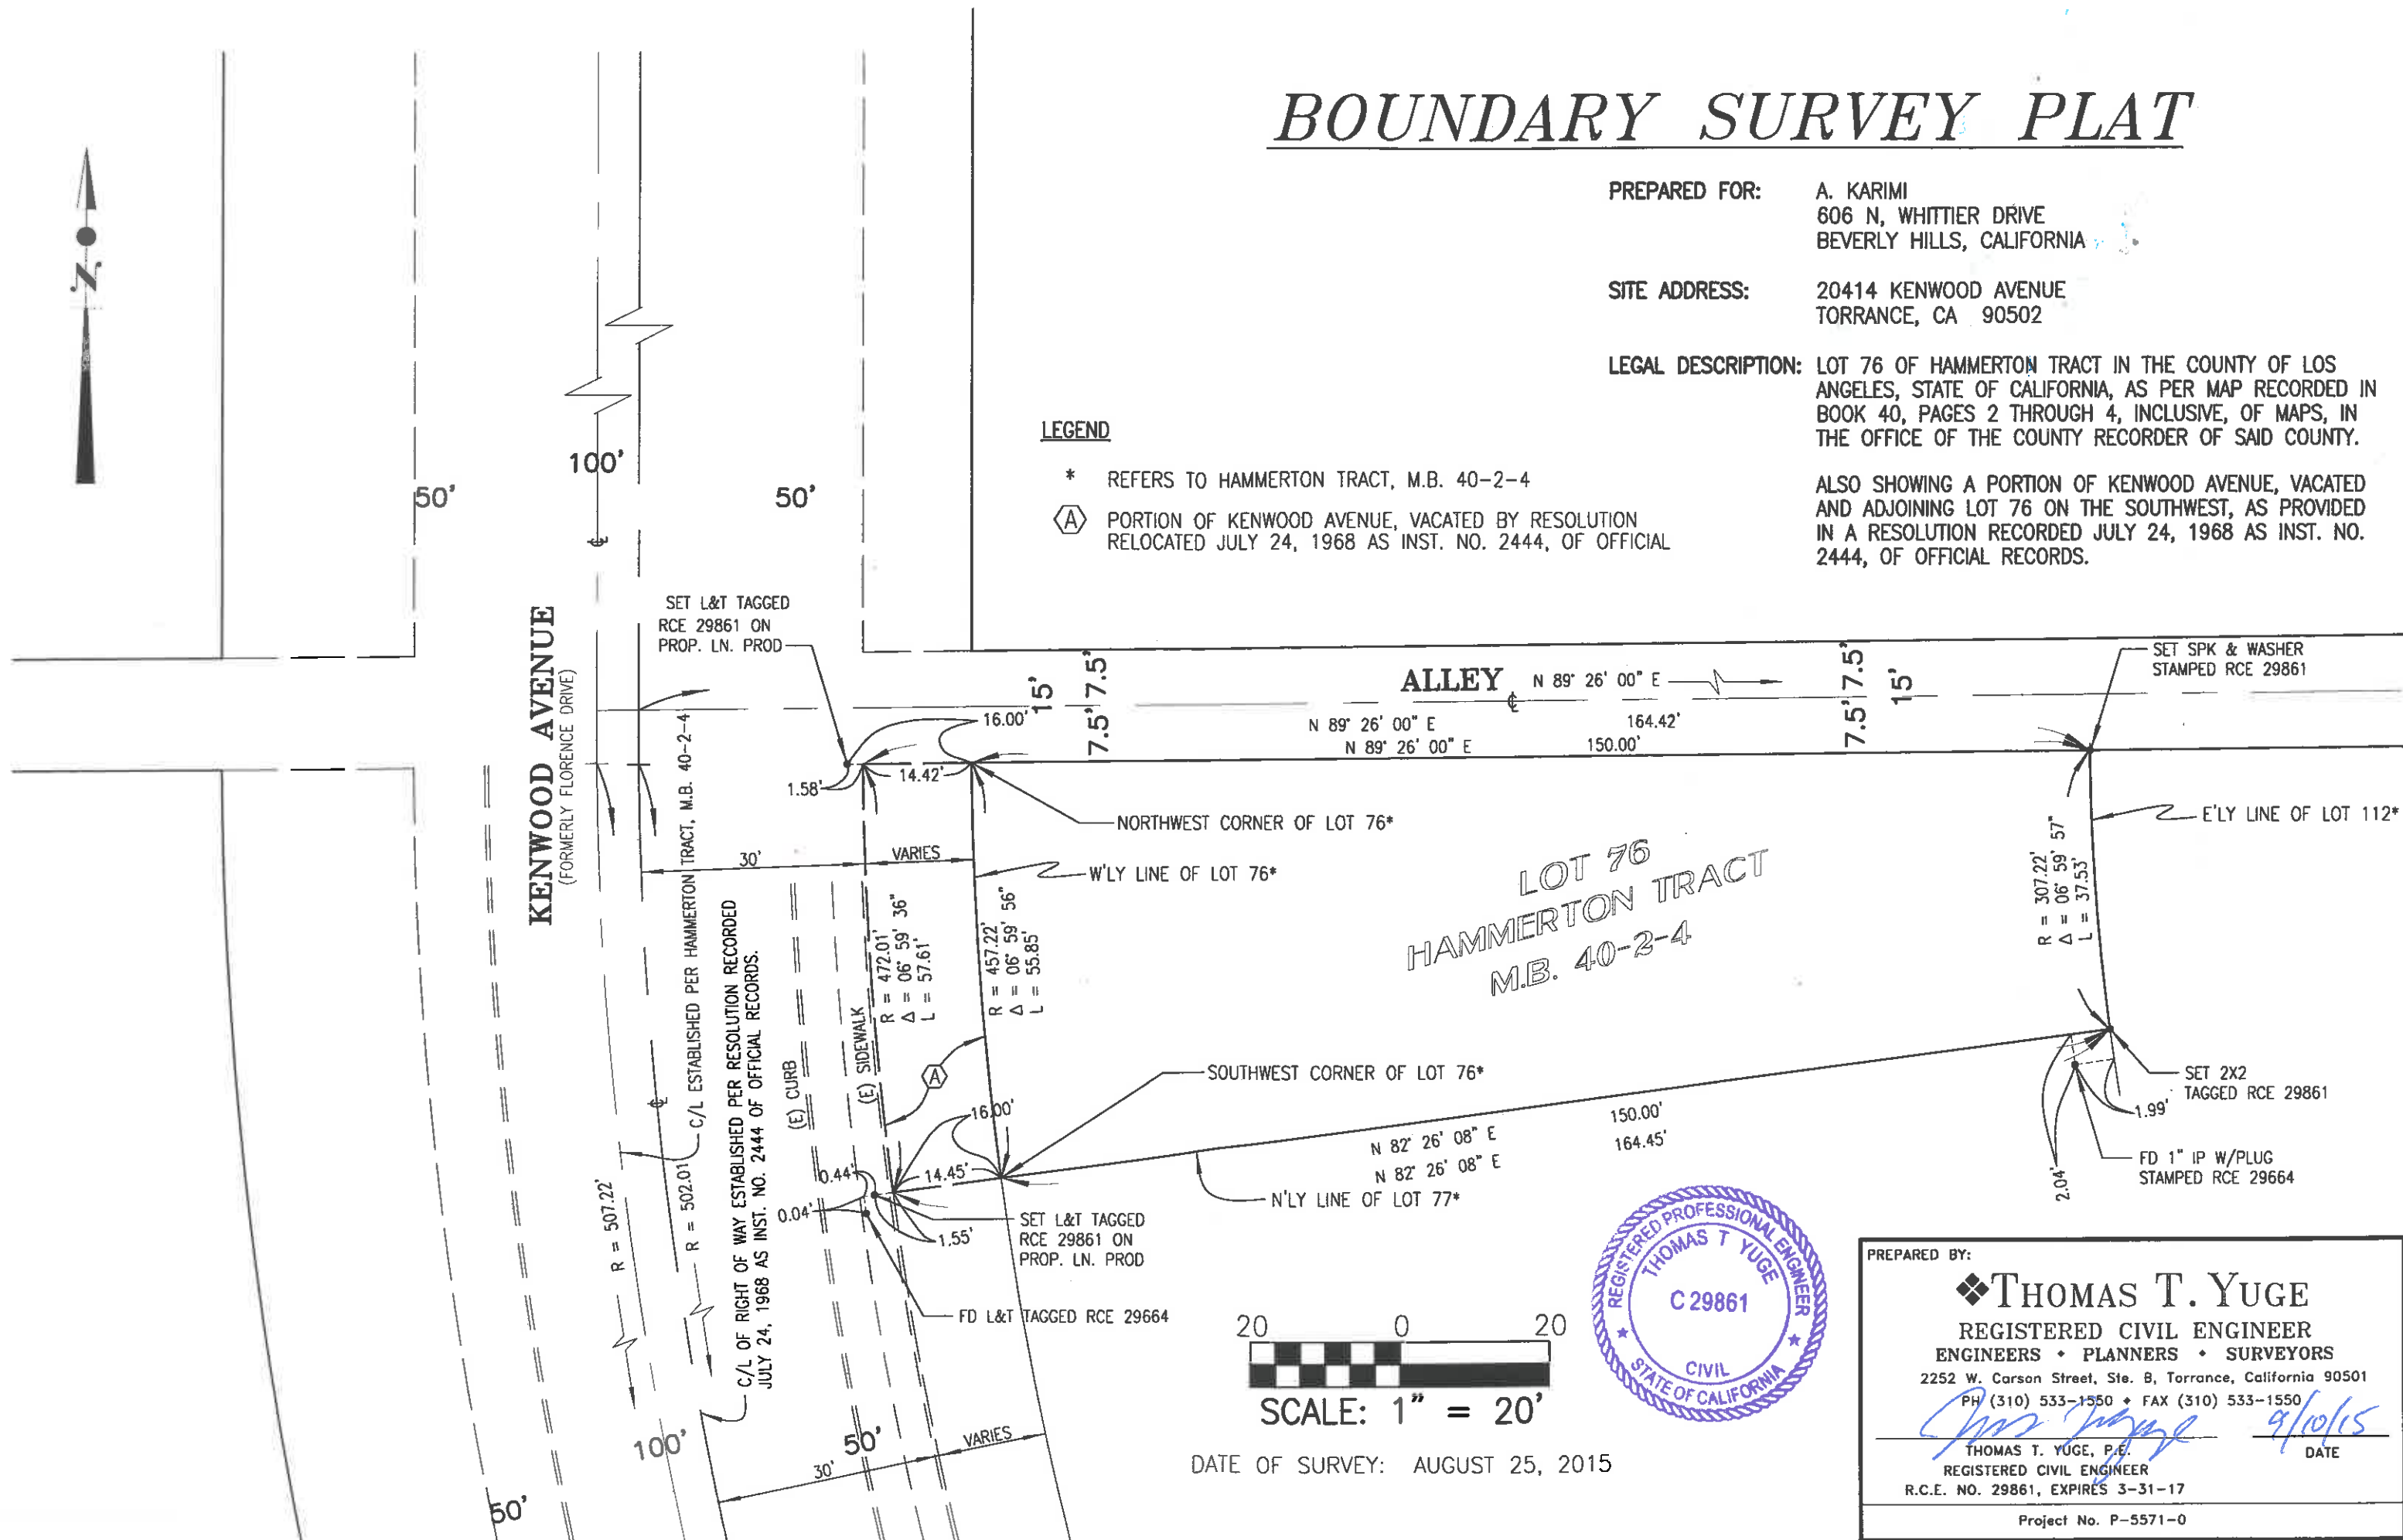 BOUNDARY SURVEY PLAT
PREPARED FOR:
A. KARIMI
606 N, WHITTIER DRIVE
BEVERLY HILLS, CALIFORNIA
SITE ADDRESS:
20414 KENWOOD AVENUE
TORRANCE, CA 90502
LEGAL DESCRIPTION:
LOT 76 OF HAMMERTON TRACT IN THE COUNTY OF LOS
ANGELES, STATE OF CALIFORNIA, AS PER MAP RECORDED IN
BOOK 40, PAGES 2 THROUGH 4, INCLUSIVE, OF MAPS, IN
THE OFFICE OF THE COUNTY RECORDER OF SAID COUNTY.
ALSO SHOWING A PORTION OF KENWOOD AVENUE, VACATED
AND ADJOINING LOT 76 ON THE SOUTHWEST, AS PROVIDED
IN A RESOLUTION RECORDED JULY 24, 1968 AS INST. NO.
2444, OF OFFICIAL RECORDS.
LEGEND
* REFERS TO HAMMERTON TRACT, M.B. 40-2-4
A PORTION OF KENWOOD AVENUE, VACATED BY RESOLUTION
RELOCATED JULY 24, 1968 AS INST. NO. 2444, OF OFFICIAL
N
50'
100'
50'
℄
KENWOOD AVENUE
(FORMERLY FLORENCE DRIVE)
SET L&T TAGGED
RCE 29861 ON
PROP. LN. PROD
SET SPK & WASHER
STAMPED RCE 29861
ALLEY
N 89° 26' 00" E
℄
15'
7.5' 7.5'
7.5' 7.5'
15'
16.00'
N 89° 26' 00" E 164.42'
N 89° 26' 00" E 150.00'
1.58'
14.42'
NORTHWEST CORNER OF LOT 76*
E'LY LINE OF LOT 112*
30'
VARIES
W'LY LINE OF LOT 76*
LOT 76
HAMMERTON TRACT
M.B. 40-2-4
R = 307.22'
Δ = 06° 59' 57"
L = 37.53'
R = 472.01'
Δ = 06° 59' 36"
L = 57.61'
R = 457.22'
Δ = 06° 59' 56"
L = 55.85'
C/L ESTABLISHED PER HAMMERTON TRACT, M.B. 40-2-4
C/L OF RIGHT OF WAY ESTABLISHED PER RESOLUTION RECORDED
JULY 24, 1968 AS INST. NO. 2444 OF OFFICIAL RECORDS.
(E) CURB
(E) SIDEWALK
A
℄
SOUTHWEST CORNER OF LOT 76*
16.00'
150.00'
164.45'
N 82° 26' 08" E
N 82° 26' 08" E
N'LY LINE OF LOT 77*
SET 2X2
TAGGED RCE 29861
1.99'
2.04'
FD 1" IP W/PLUG
STAMPED RCE 29664
0.44'
14.45'
0.04'
1.55'
SET L&T TAGGED
RCE 29861 ON
PROP. LN. PROD
FD L&T TAGGED RCE 29664
R = 507.22'
R = 502.01'
100'
50'
50'
30'
VARIES
20 0 20
SCALE: 1" = 20'
DATE OF SURVEY: AUGUST 25, 2015
REGISTERED PROFESSIONAL ENGINEER
THOMAS T YUGE
C 29861
CIVIL
STATE OF CALIFORNIA
PREPARED BY:
THOMAS T. YUGE
REGISTERED CIVIL ENGINEER
ENGINEERS • PLANNERS • SURVEYORS
2252 W. Carson Street, Ste. B, Torrance, California 90501
PH (310) 533-1550 • FAX (310) 533-1550
9/10/15
THOMAS T. YUGE, P.E.
DATE
REGISTERED CIVIL ENGINEER
R.C.E. NO. 29861, EXPIRES 3-31-17
Project No. P-5571-0